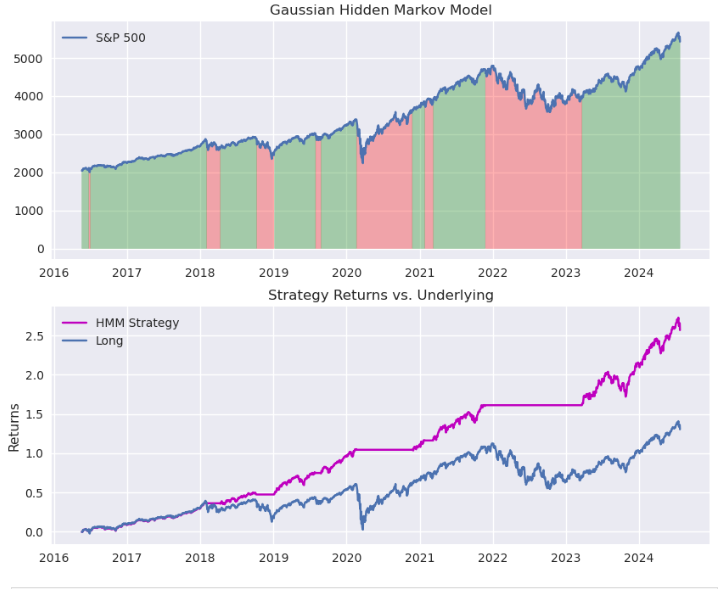 Gaussian Hidden Markov Model
S&P 500
5000
4000
3000
2000
1000
0
2016 2017 2018 2019 2020 2021 2022 2023 2024
Strategy Returns vs. Underlying
HMM Strategy
Long
Returns
2.5
2.0
1.5
1.0
0.5
0.0
2016 2017 2018 2019 2020 2021 2022 2023 2024